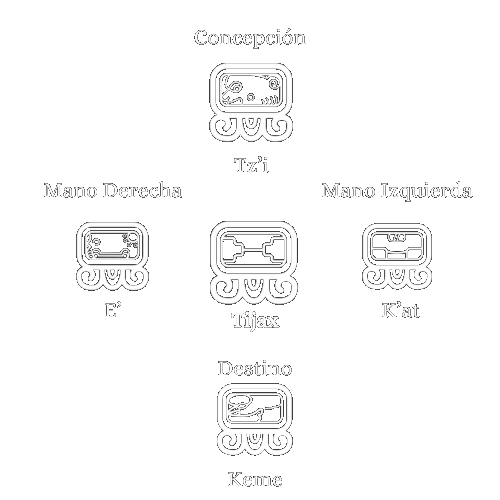 Concepción
Tz'i
Mano Derecha
Mano Izquierda
E'
Tijax
K'at
Destino
Keme